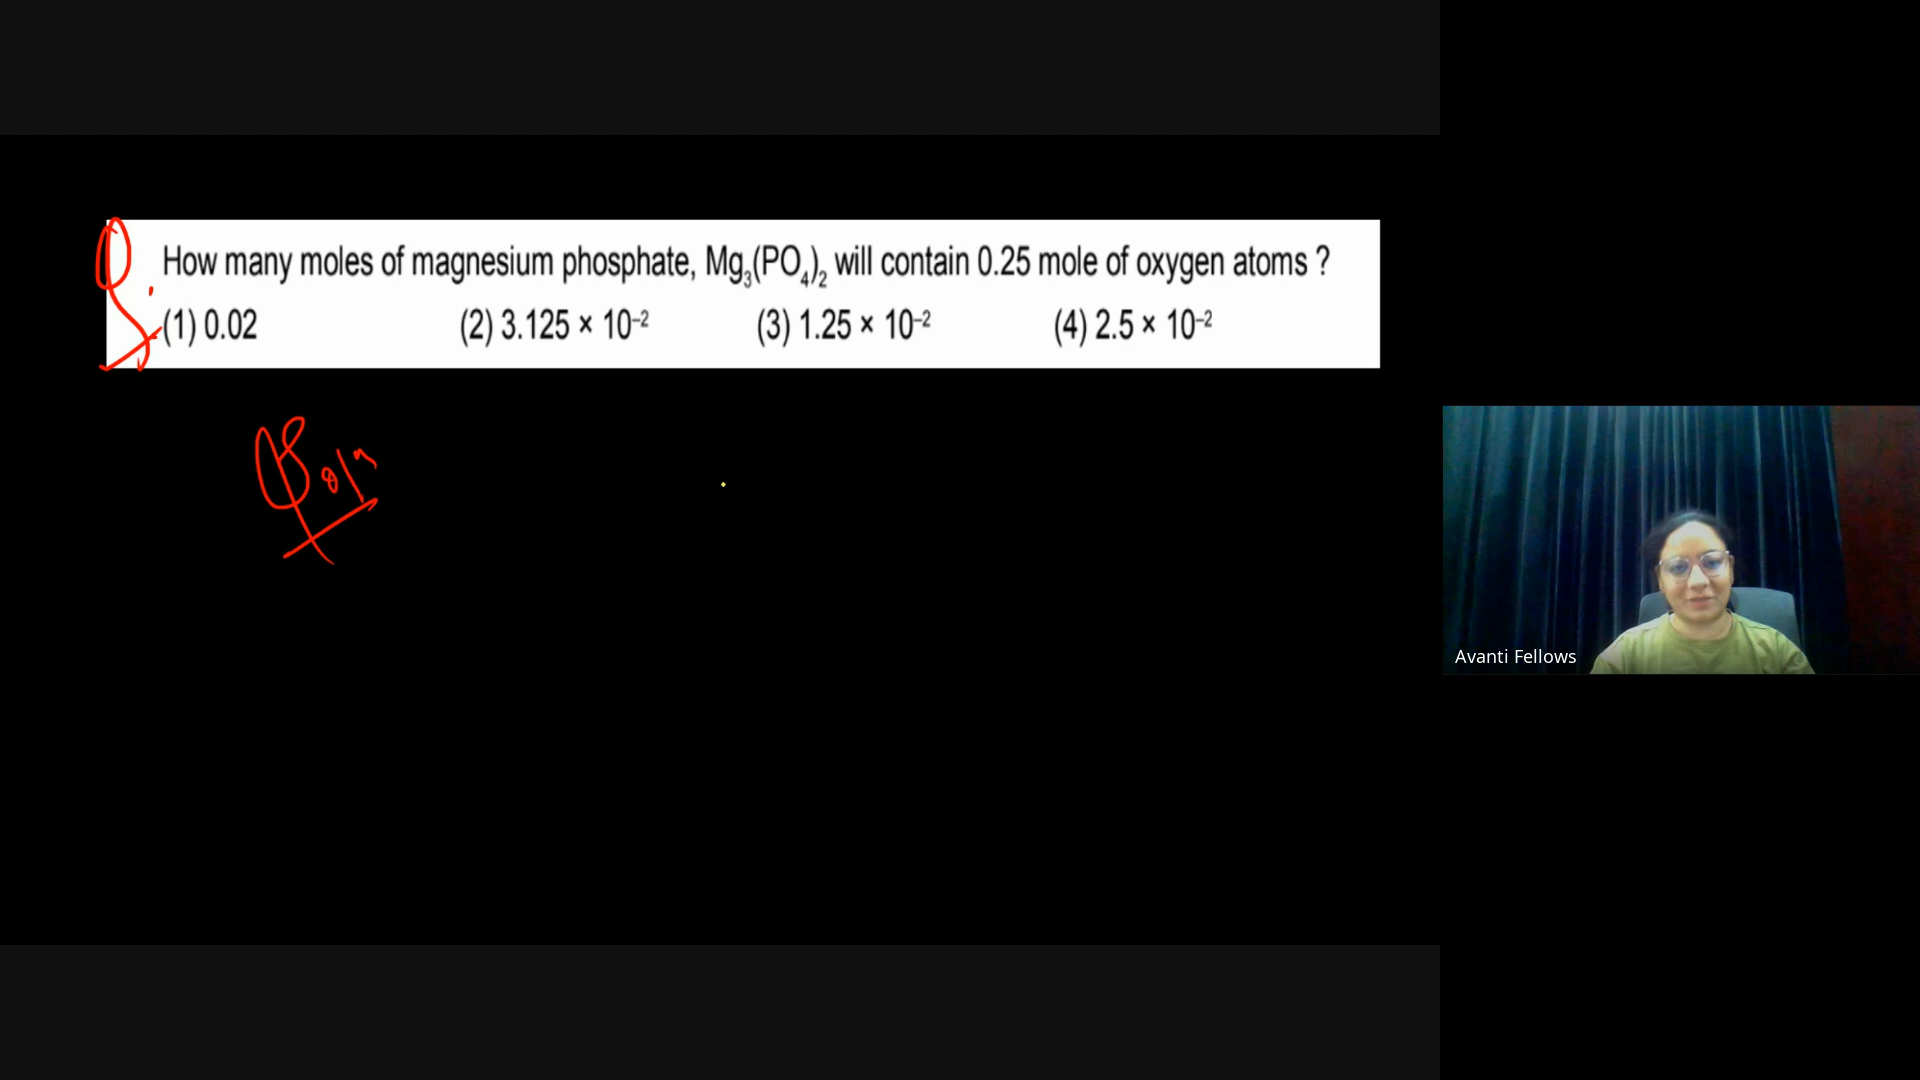 Q.
How many moles of magnesium phosphate, Mg₃(PO₄)₂ will contain 0.25 mole of oxygen atoms ?
(1) 0.02 (2) 3.125 × 10⁻² (3) 1.25 × 10⁻² (4) 2.5 × 10⁻²
Solⁿ
Avanti Fellows